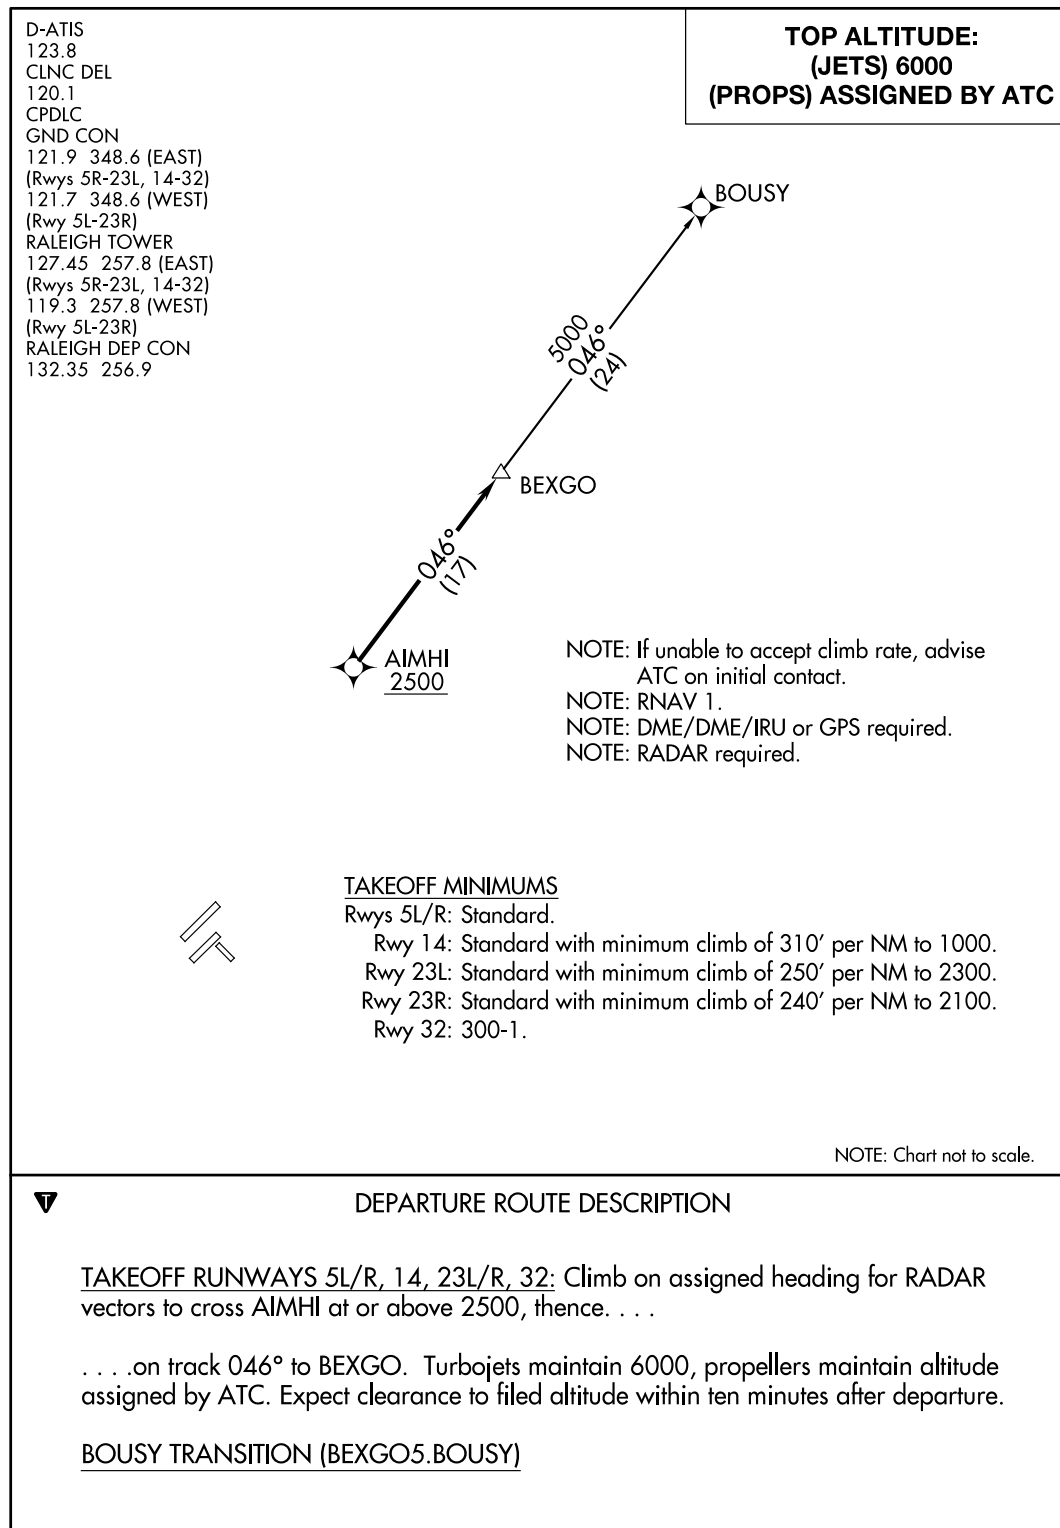 D-ATIS
123.8
CLNC DEL
120.1
CPDLC
GND CON
121.9 348.6 (EAST)
(Rwys 5R-23L, 14-32)
121.7 348.6 (WEST)
(Rwy 5L-23R)
RALEIGH TOWER
127.45 257.8 (EAST)
(Rwys 5R-23L, 14-32)
119.3 257.8 (WEST)
(Rwy 5L-23R)
RALEIGH DEP CON
132.35 256.9
TOP ALTITUDE:
(JETS) 6000
(PROPS) ASSIGNED BY ATC
BOUSY
5000
046°
(24)
BEXGO
046°
(17)
AIMHI
2500
NOTE: If unable to accept climb rate, advise
ATC on initial contact.
NOTE: RNAV 1.
NOTE: DME/DME/IRU or GPS required.
NOTE: RADAR required.
TAKEOFF MINIMUMS
Rwys 5L/R: Standard.
Rwy 14: Standard with minimum climb of 310' per NM to 1000.
Rwy 23L: Standard with minimum climb of 250' per NM to 2300.
Rwy 23R: Standard with minimum climb of 240' per NM to 2100.
Rwy 32: 300-1.
NOTE: Chart not to scale.
T
DEPARTURE ROUTE DESCRIPTION
TAKEOFF RUNWAYS 5L/R, 14, 23L/R, 32: Climb on assigned heading for RADAR
vectors to cross AIMHI at or above 2500, thence. . . .
. . . .on track 046° to BEXGO. Turbojets maintain 6000, propellers maintain altitude
assigned by ATC. Expect clearance to filed altitude within ten minutes after departure.
BOUSY TRANSITION (BEXGO5.BOUSY)